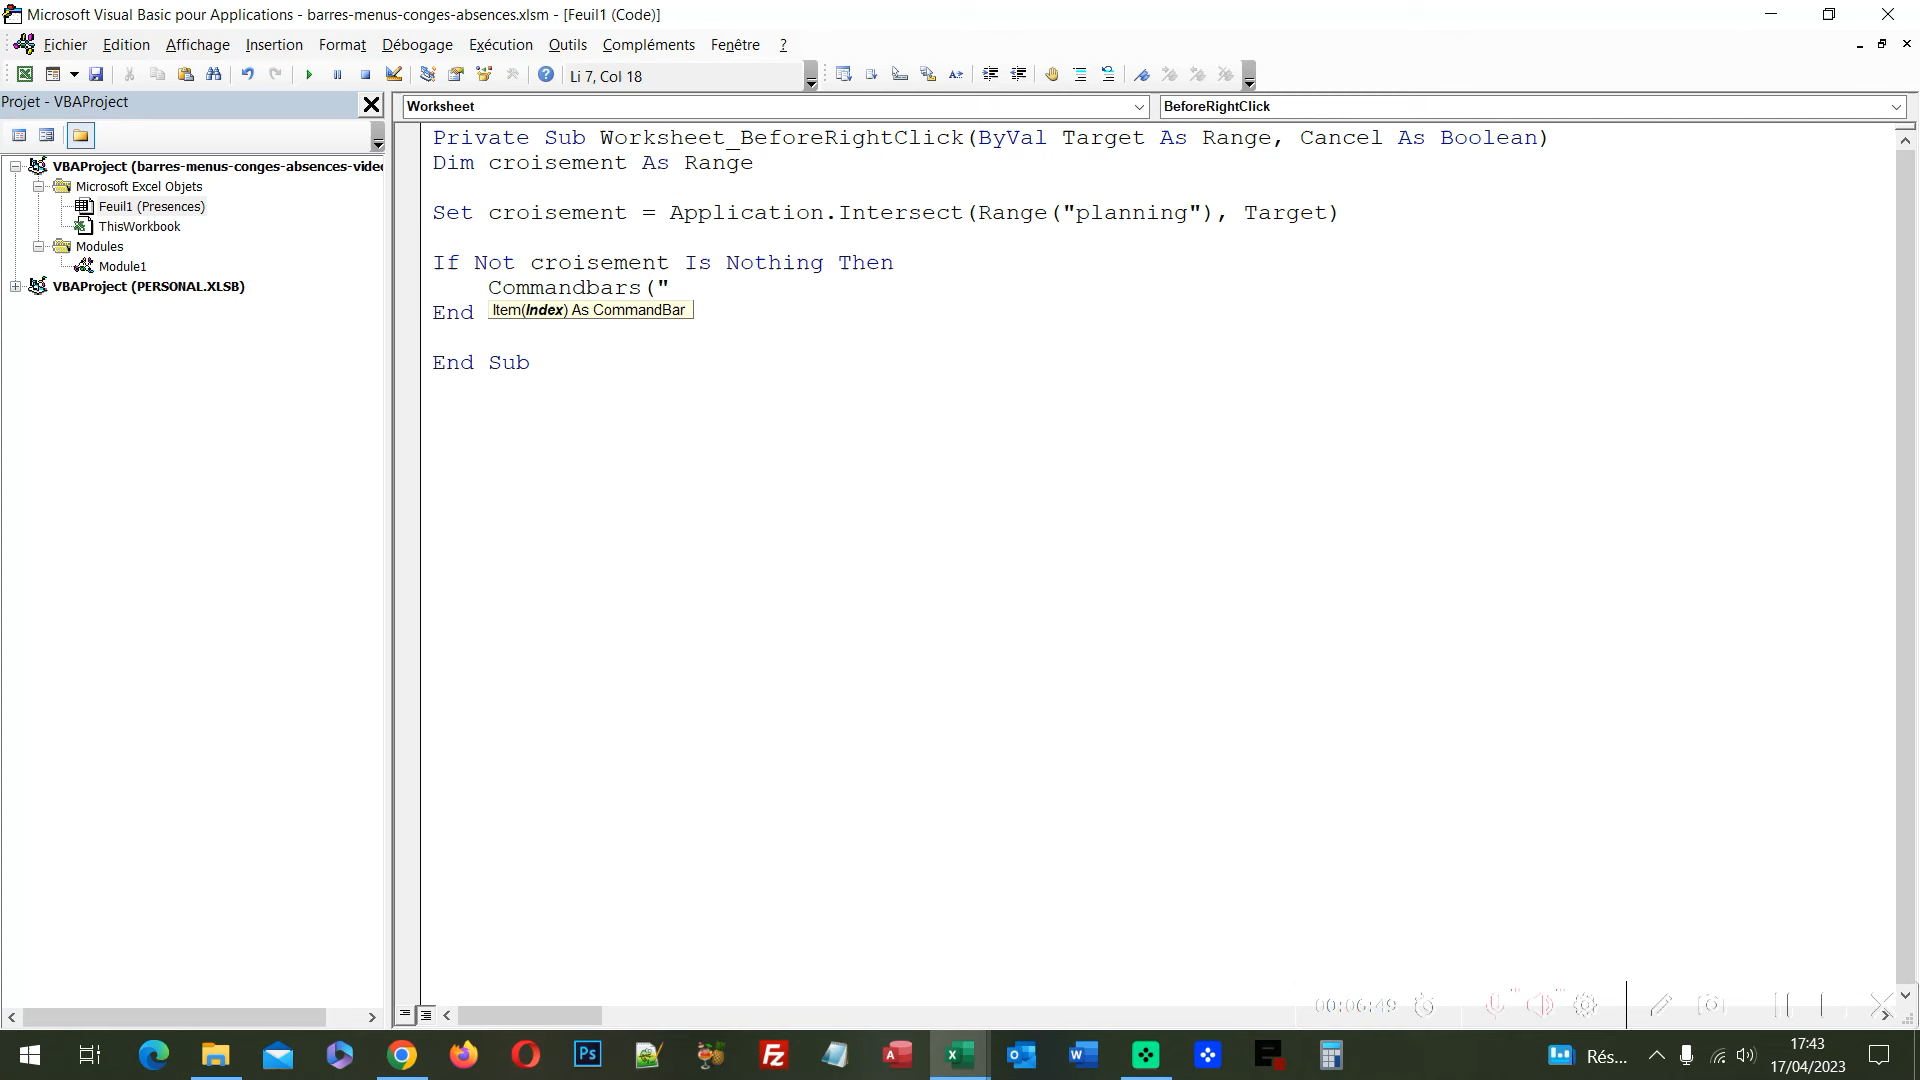 Microsoft Visual Basic pour Applications - barres-menus-conges-absences.xlsm - [Feuil1 (Code)]
Fichier Edition Affichage Insertion Format Débogage Exécution Outils Compléments Fenêtre ?
Li 7, Col 18
Projet - VBAProject
Worksheet
BeforeRightClick
VBAProject (barres-menus-conges-absences-video
Microsoft Excel Objets
Feuil1 (Presences)
ThisWorkbook
Modules
Module1
VBAProject (PERSONAL.XLSB)
Private Sub Worksheet_BeforeRightClick(ByVal Target As Range, Cancel As Boolean)
Dim croisement As Range
Set croisement = Application.Intersect(Range("planning"), Target)
If Not croisement Is Nothing Then
Commandbars("
End
Item(Index) As CommandBar
End Sub
00:06:49
Ps
Fz
Rés...
17:43
17/04/2023